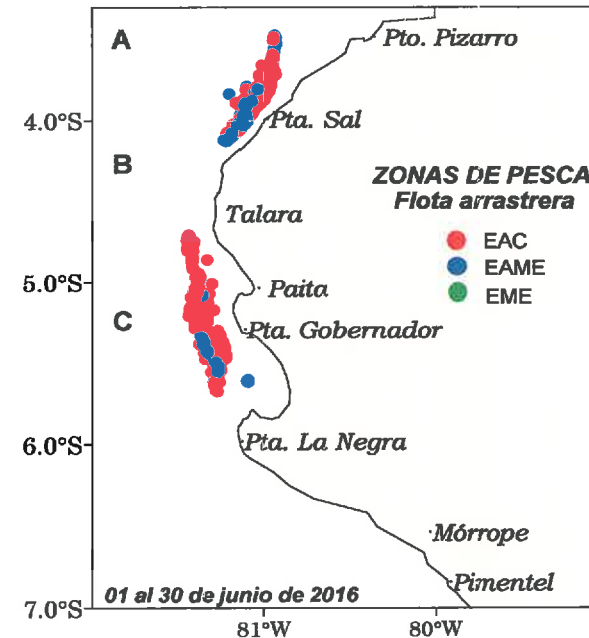 A
Pto. Pizarro
4.0°S
Pta. Sal
B
ZONAS DE PESCA
Flota arrastrera
Talara
EAC
EAME
5.0°S
Paita
EME
C
Pta. Gobernador
6.0°S
Pta. La Negra
Mórrope
Pimentel
01 al 30 de junio de 2016
7.0°S
81°W
80°W